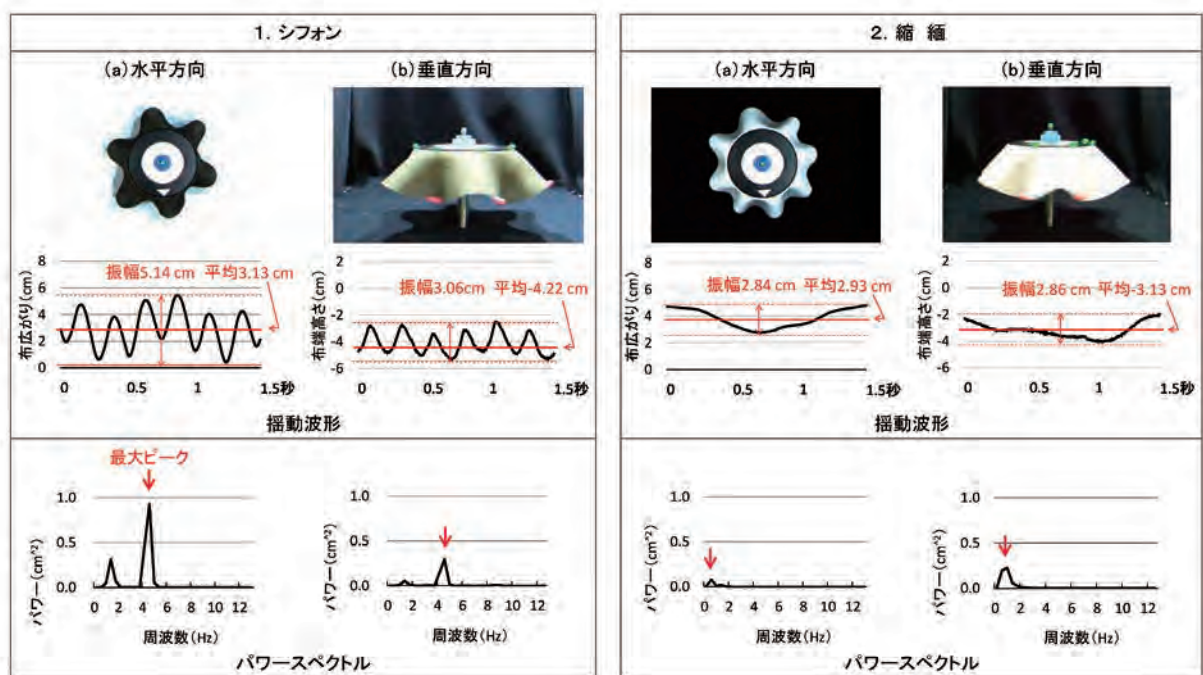 1. シフォン
(a)水平方向
(b)垂直方向
布広がり(cm)
8
6
4
2
0
振幅5.14 cm 平均3.13 cm
0 0.5 1 1.5秒
布端高さ(cm)
2
0
-2
-4
-6
振幅3.06cm 平均-4.22 cm
0 0.5 1 1.5秒
揺動波形
最大ピーク
パワー(cm^2)
1.0
0.5
0.0
0 2 4 6 8 10 12
周波数(Hz)
パワー(cm^2)
1.0
0.5
0.0
0 2 4 6 8 10 12
周波数(Hz)
パワースペクトル
2. 縮 緬
(a)水平方向
(b)垂直方向
布広がり(cm)
8
6
4
2
0
振幅2.84 cm 平均2.93 cm
0 0.5 1 1.5秒
布端高さ(cm)
2
0
-2
-4
-6
振幅2.86 cm 平均-3.13 cm
0 0.5 1 1.5秒
揺動波形
パワー(cm^2)
1.0
0.5
0.0
0 2 4 6 8 10 12
周波数(Hz)
パワー(cm^2)
1.0
0.5
0.0
0 2 4 6 8 10 12
周波数(Hz)
パワースペクトル